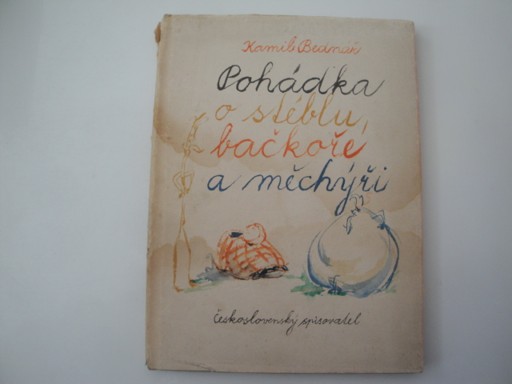 Kamil Bednář
Pohádka
o stéblu,
bačkoře
a měchýři
Československý spisovatel